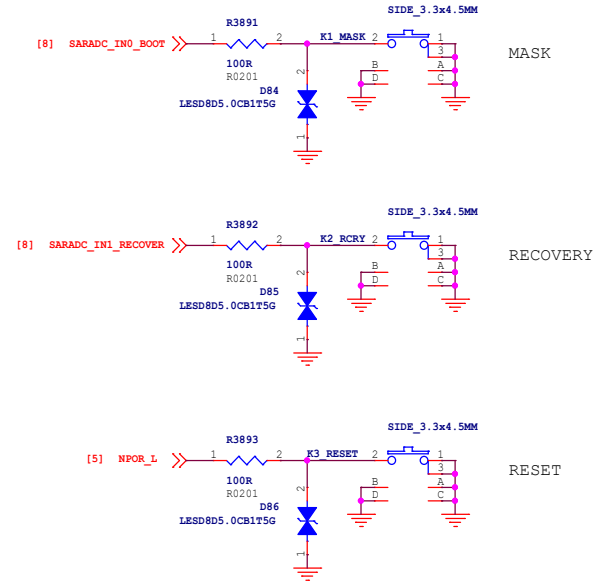 SIDE_3.3x4.5MM
R3891
[8] SARADC_IN0_BOOT 1 2 K1_MASK 2 1
3
MASK
100R B A
R0201 D C
D84 2
LESD8D5.0CB1T5G
1
SIDE_3.3x4.5MM
R3892
[8] SARADC_IN1_RECOVER 1 2 K2_RCRY 2 1
3
RECOVERY
100R B A
R0201 D C
D85 2
LESD8D5.0CB1T5G
1
SIDE_3.3x4.5MM
R3893
[5] NPOR_L 1 2 K3_RESET 2 1
3
RESET
100R B A
R0201 D C
D86 2
LESD8D5.0CB1T5G
1